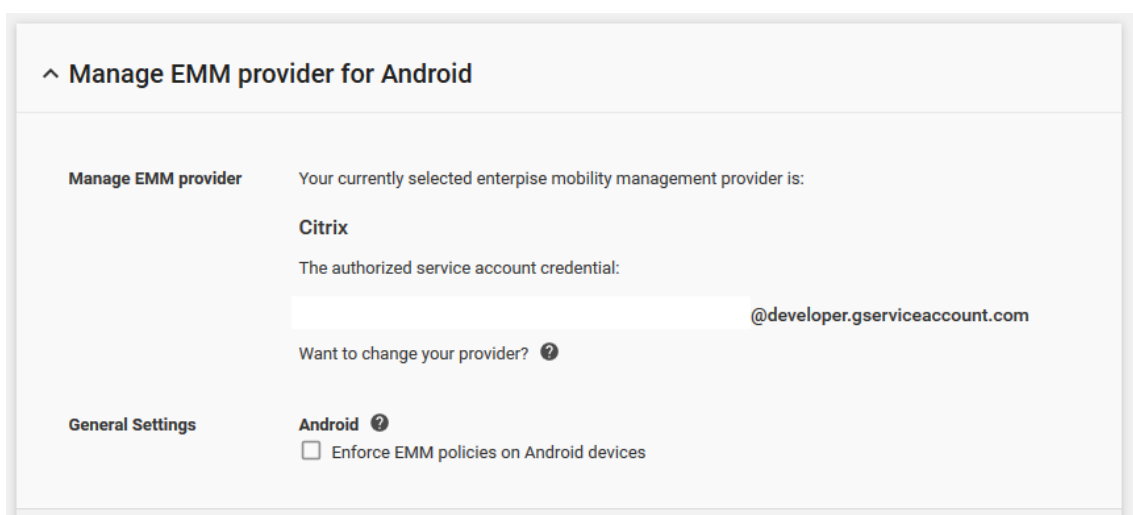 Manage EMM provider for Android
Manage EMM provider
Your currently selected enterpise mobility management provider is:
Citrix
The authorized service account credential:
@developer.gserviceaccount.com
Want to change your provider? ?
General Settings
Android ?
Enforce EMM policies on Android devices